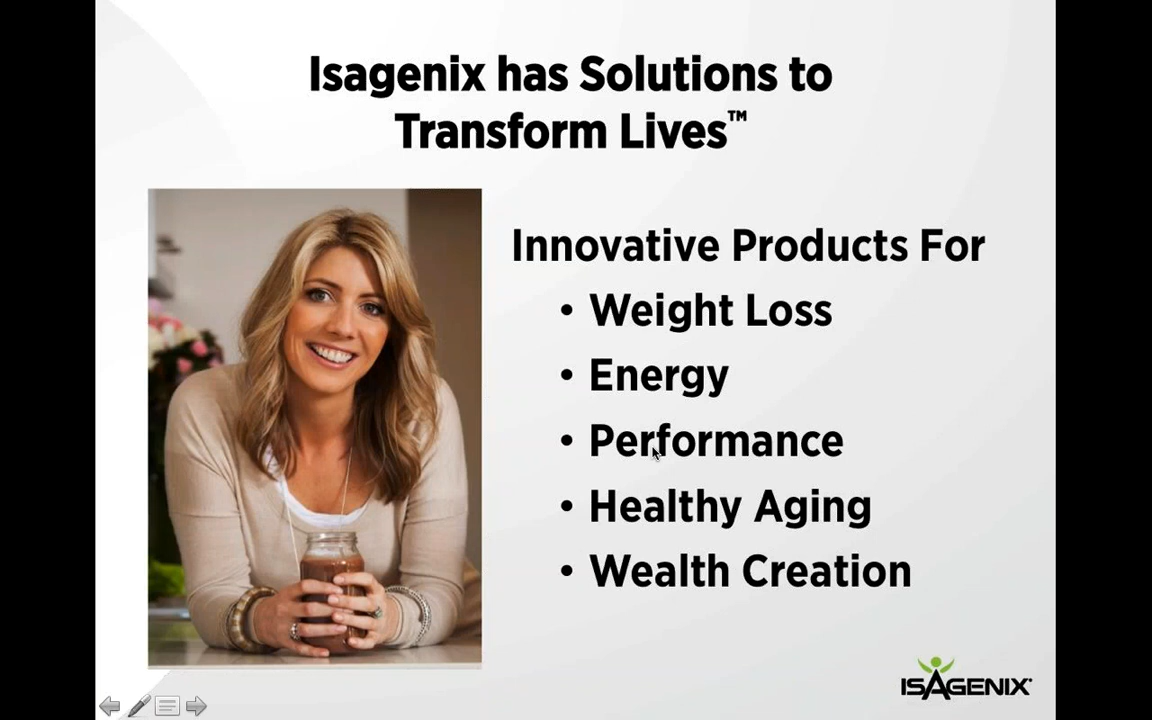 Isagenix has Solutions to
Transform Lives™
Innovative Products For
• Weight Loss
• Energy
• Performance
• Healthy Aging
• Wealth Creation
ISAGENIX